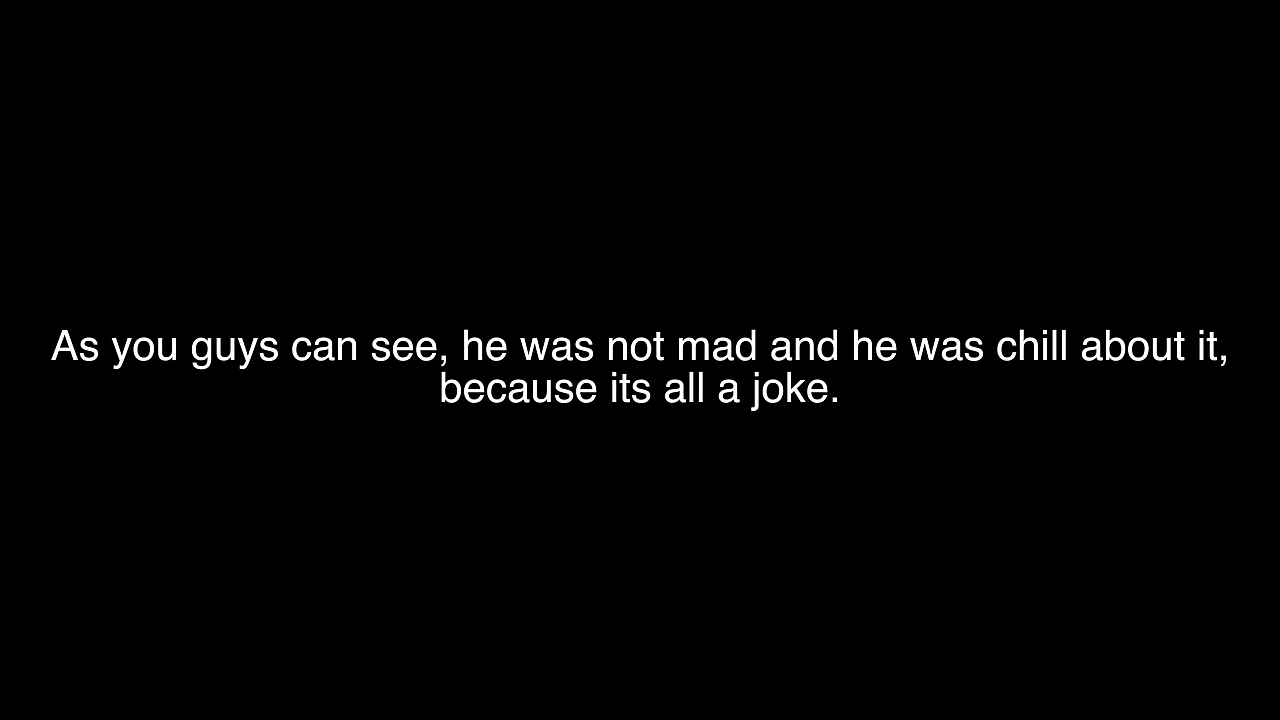 As you guys can see, he was not mad and he was chill about it,
because its all a joke.